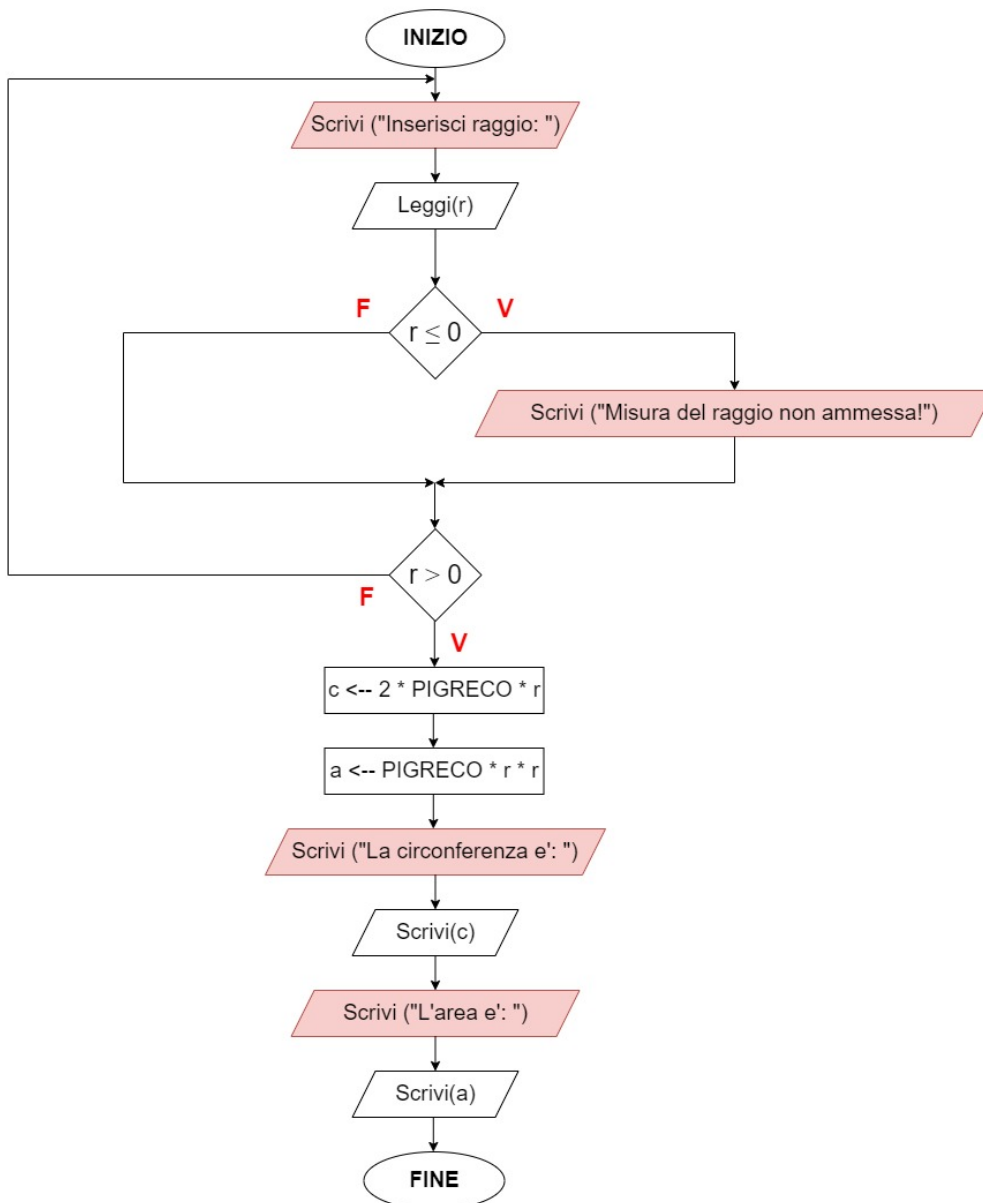 INIZIO
Scrivi ("Inserisci raggio: ")
Leggi(r)
F
V
r ≤ 0
Scrivi ("Misura del raggio non ammessa!")
r > 0
F
V
c <-- 2 * PIGRECO * r
a <-- PIGRECO * r * r
Scrivi ("La circonferenza e': ")
Scrivi(c)
Scrivi ("L'area e': ")
Scrivi(a)
FINE